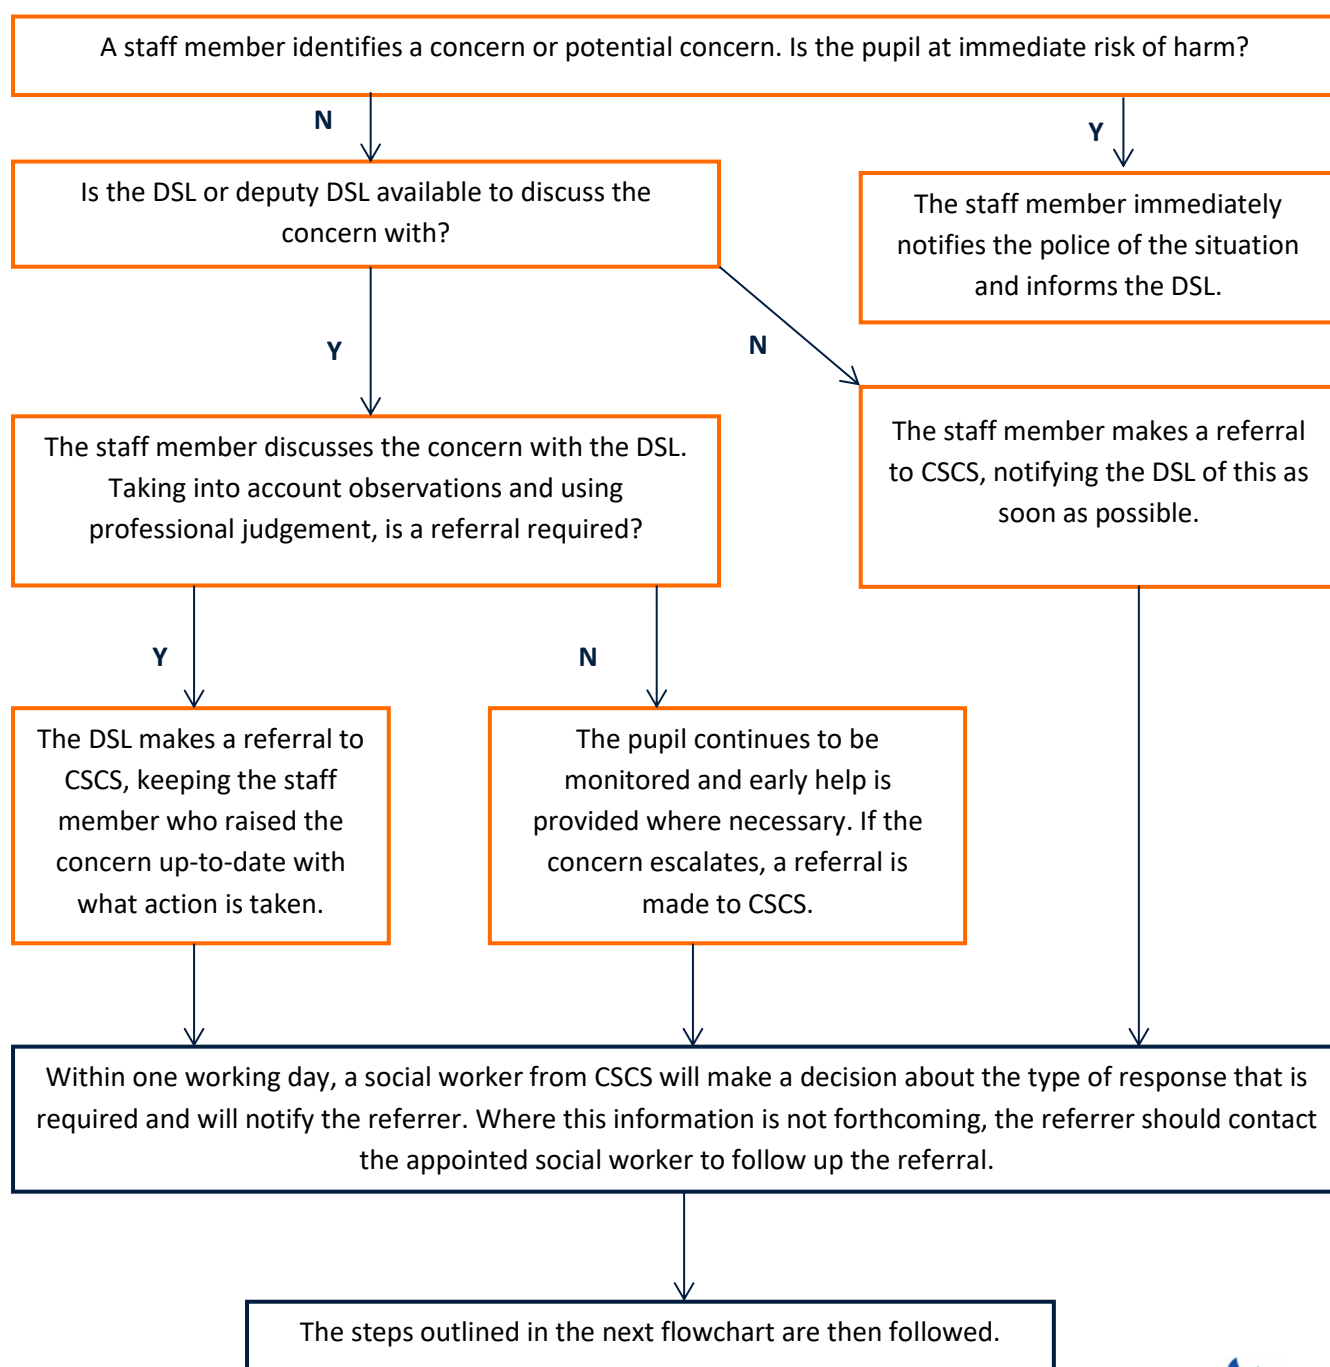 A staff member identifies a concern or potential concern. Is the pupil at immediate risk of harm?
N
Y
Is the DSL or deputy DSL available to discuss the
concern with?
The staff member immediately
notifies the police of the situation
and informs the DSL.
Y
N
The staff member discusses the concern with the DSL.
Taking into account observations and using
professional judgement, is a referral required?
The staff member makes a referral
to CSCS, notifying the DSL of this as
soon as possible.
Y
N
The DSL makes a referral to
CSCS, keeping the staff
member who raised the
concern up-to-date with
what action is taken.
The pupil continues to be
monitored and early help is
provided where necessary. If the
concern escalates, a referral is
made to CSCS.
Within one working day, a social worker from CSCS will make a decision about the type of response that is
required and will notify the referrer. Where this information is not forthcoming, the referrer should contact
the appointed social worker to follow up the referral.
The steps outlined in the next flowchart are then followed.